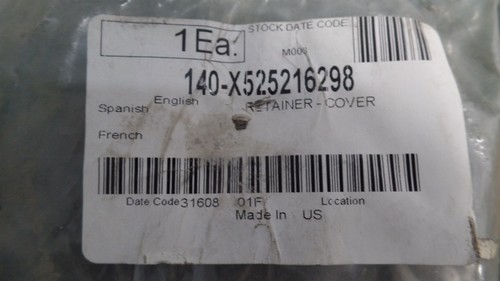 1Ea.
STOCK DATE CODE
140-X525216298
English
RETAINER - COVER
Spanish
French
Date Code 31608 01F Location
Made In US